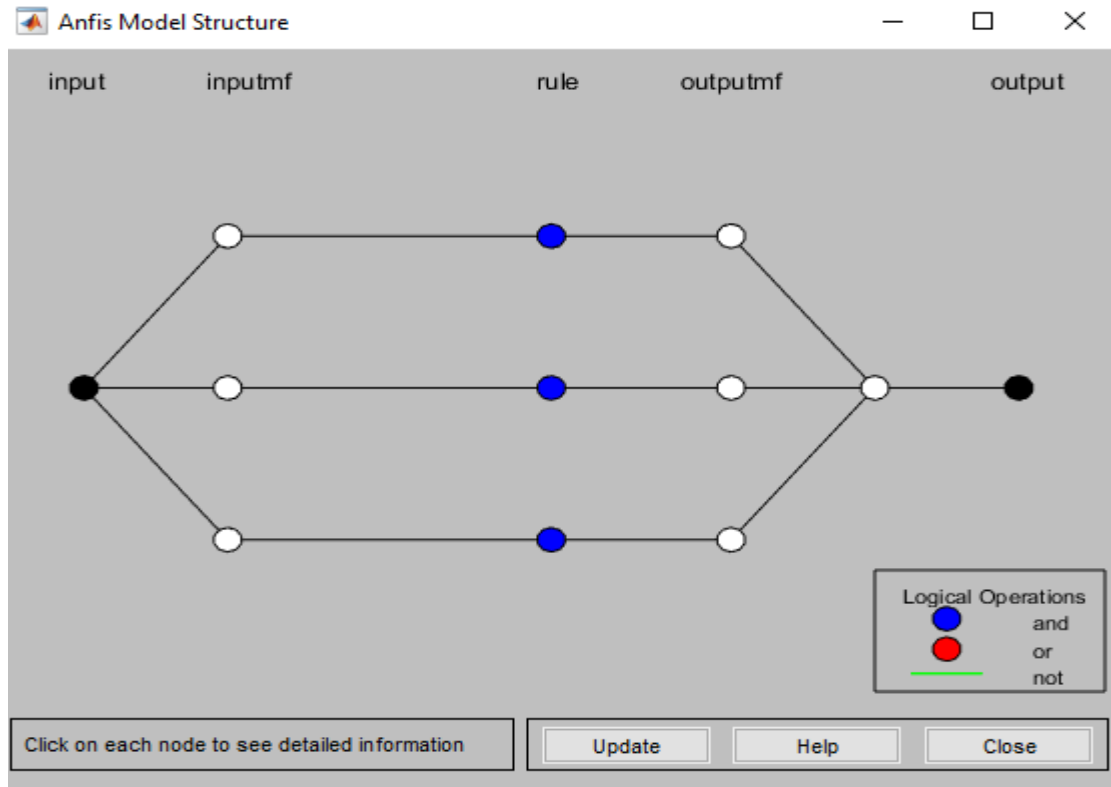 Anfis Model Structure
input inputmf rule outputmf output
Logical Operations
and
or
not
Click on each node to see detailed information
Update Help Close